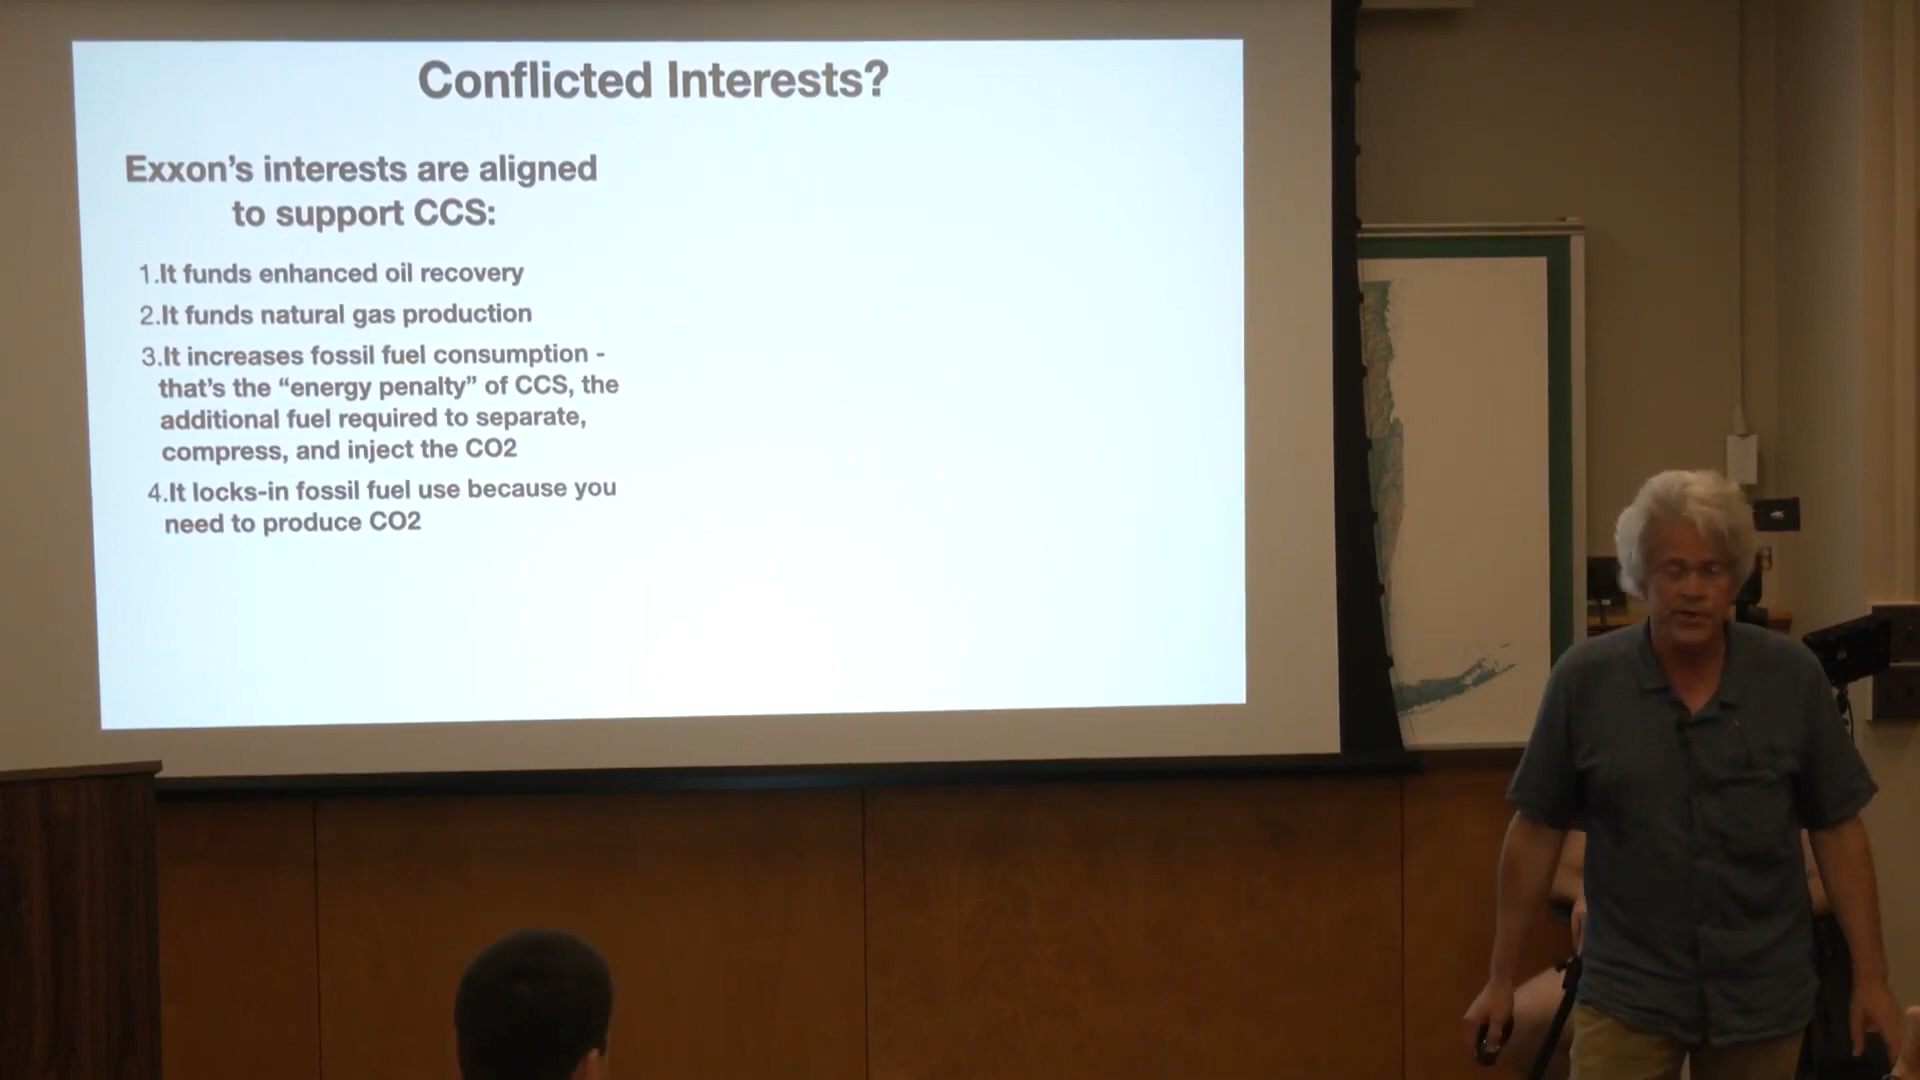 Conflicted Interests?
Exxon’s interests are aligned
to support CCS:
1.It funds enhanced oil recovery
2.It funds natural gas production
3.It increases fossil fuel consumption -
that’s the “energy penalty” of CCS, the
additional fuel required to separate,
compress, and inject the CO2
4.It locks-in fossil fuel use because you
need to produce CO2